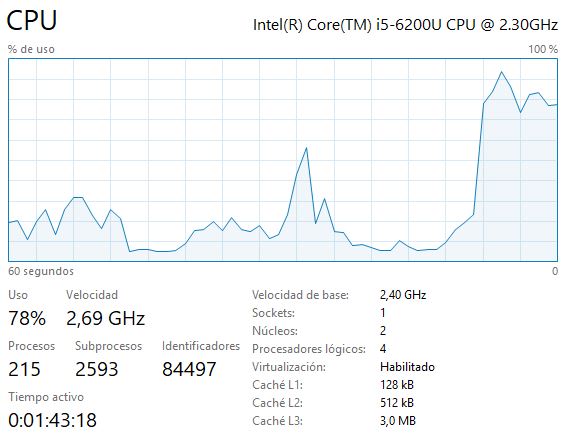 CPU Intel(R) Core(TM) i5-6200U CPU @ 2.30GHz
% de uso 100 %
60 segundos 0
Uso Velocidad
78% 2,69 GHz
Procesos Subprocesos Identificadores
215 2593 84497
Tiempo activo
0:01:43:18
Velocidad de base: 2,40 GHz
Sockets: 1
Núcleos: 2
Procesadores lógicos: 4
Virtualización: Habilitado
Caché L1: 128 kB
Caché L2: 512 kB
Caché L3: 3,0 MB